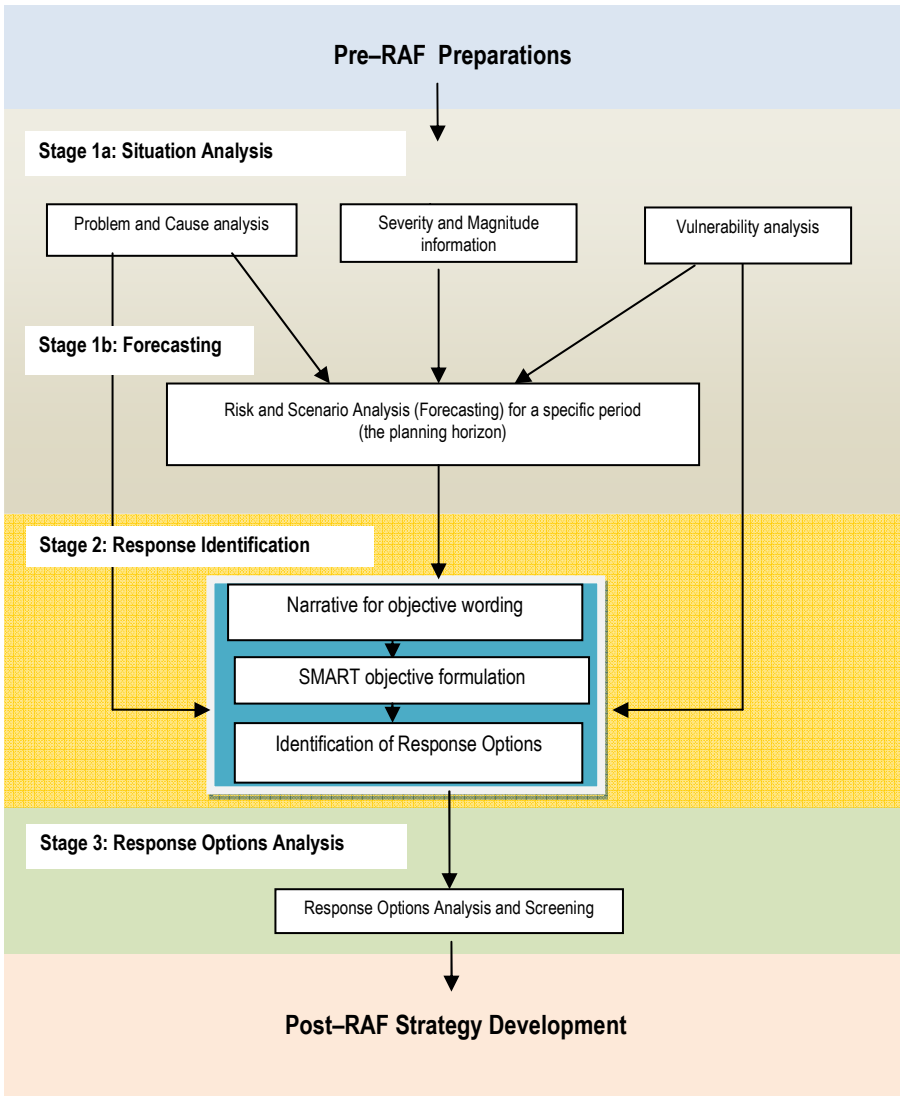 Pre–RAF Preparations
Stage 1a: Situation Analysis
Problem and Cause analysis
Severity and Magnitude
information
Vulnerability analysis
Stage 1b: Forecasting
Risk and Scenario Analysis (Forecasting) for a specific period
(the planning horizon)
Stage 2: Response Identification
Narrative for objective wording
SMART objective formulation
Identification of Response Options
Stage 3: Response Options Analysis
Response Options Analysis and Screening
Post–RAF Strategy Development